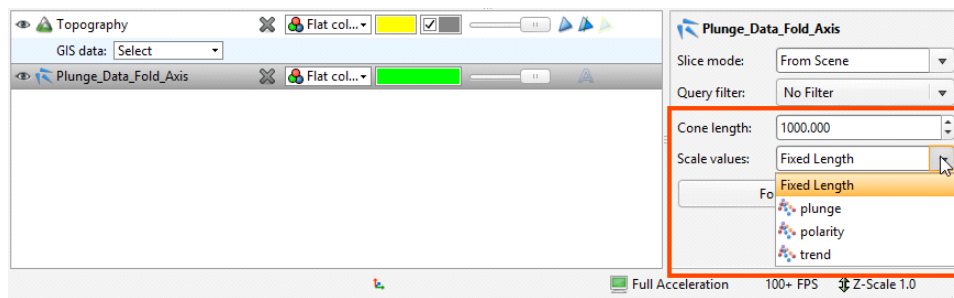 Topography
Flat col...
GIS data: Select
Plunge_Data_Fold_Axis
Flat col...
Plunge_Data_Fold_Axis
Slice mode: From Scene
Query filter: No Filter
Cone length: 1000.000
Scale values: Fixed Length
Fixed Length
Fo
plunge
polarity
trend
Full Acceleration 100+ FPS Z-Scale 1.0